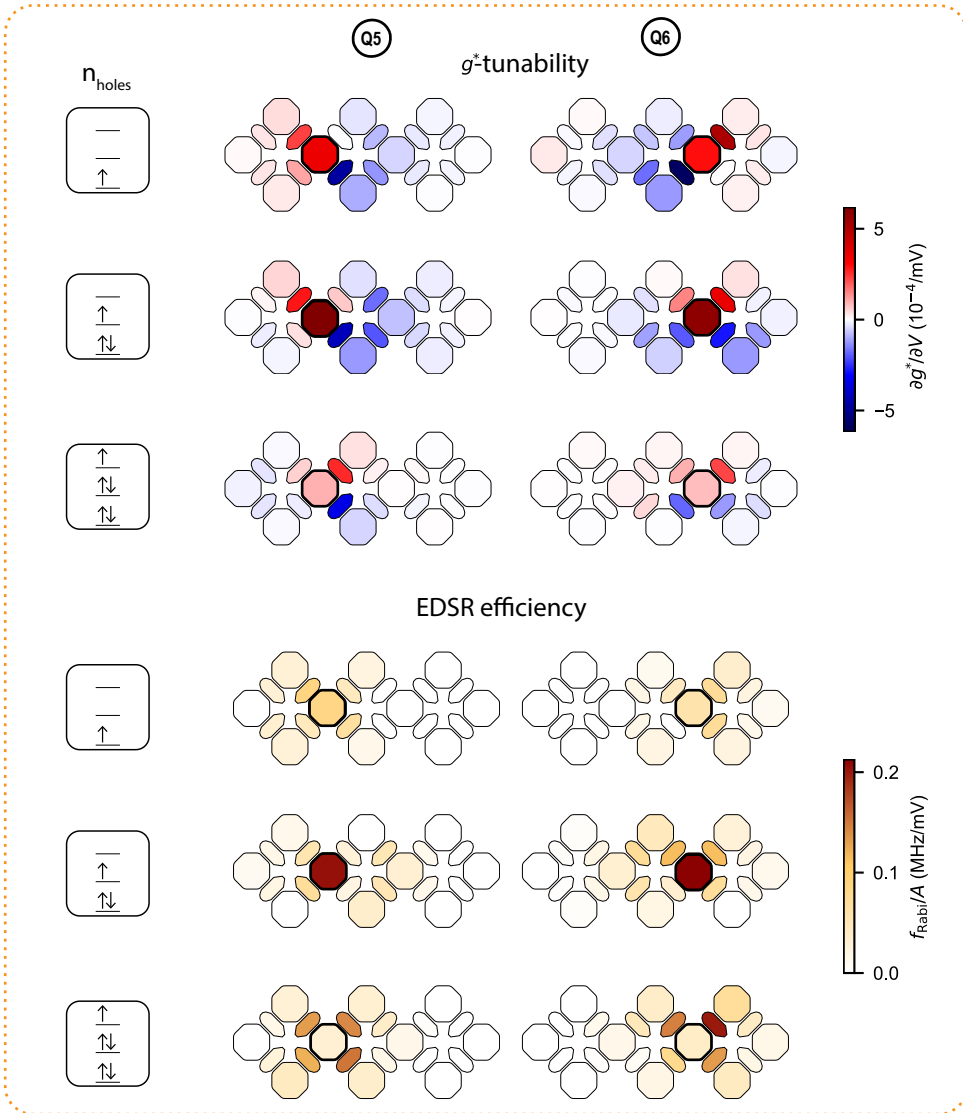 Q5 Q6
g*-tunability
n_holes
5
0
−5
∂g*/∂V (10⁻⁴/mV)
EDSR efficiency
0.2
0.1
0.0
f_Rabi/A (MHz/mV)